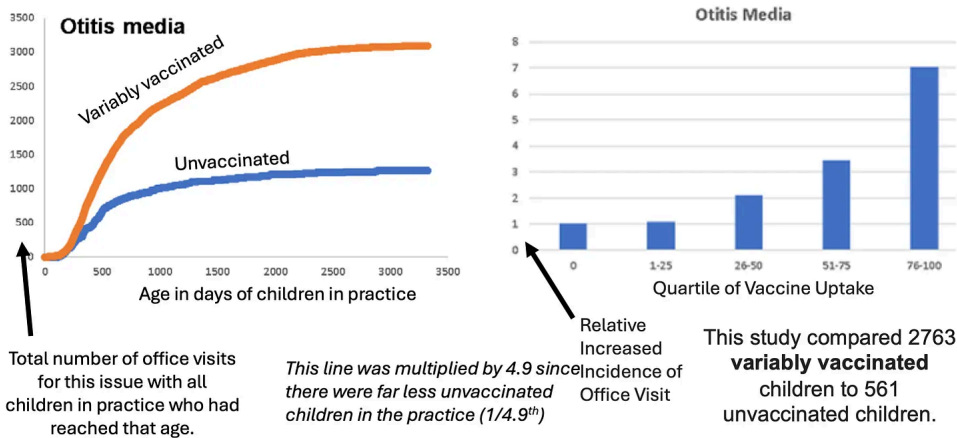 Otitis media
3500
3000
2500
2000
1500
1000
500
0
Variably vaccinated
Unvaccinated
0 500 1000 1500 2000 2500 3000 3500
Age in days of children in practice
Total number of office visits
for this issue with all
children in practice who had
reached that age.
This line was multiplied by 4.9 since
there were far less unvaccinated
children in the practice (1/4.9th)
Otitis Media
8
7
6
5
4
3
2
1
0
0 1-25 26-50 51-75 76-100
Quartile of Vaccine Uptake
Relative
Increased
Incidence of
Office Visit
This study compared 2763
variably vaccinated
children to 561
unvaccinated children.